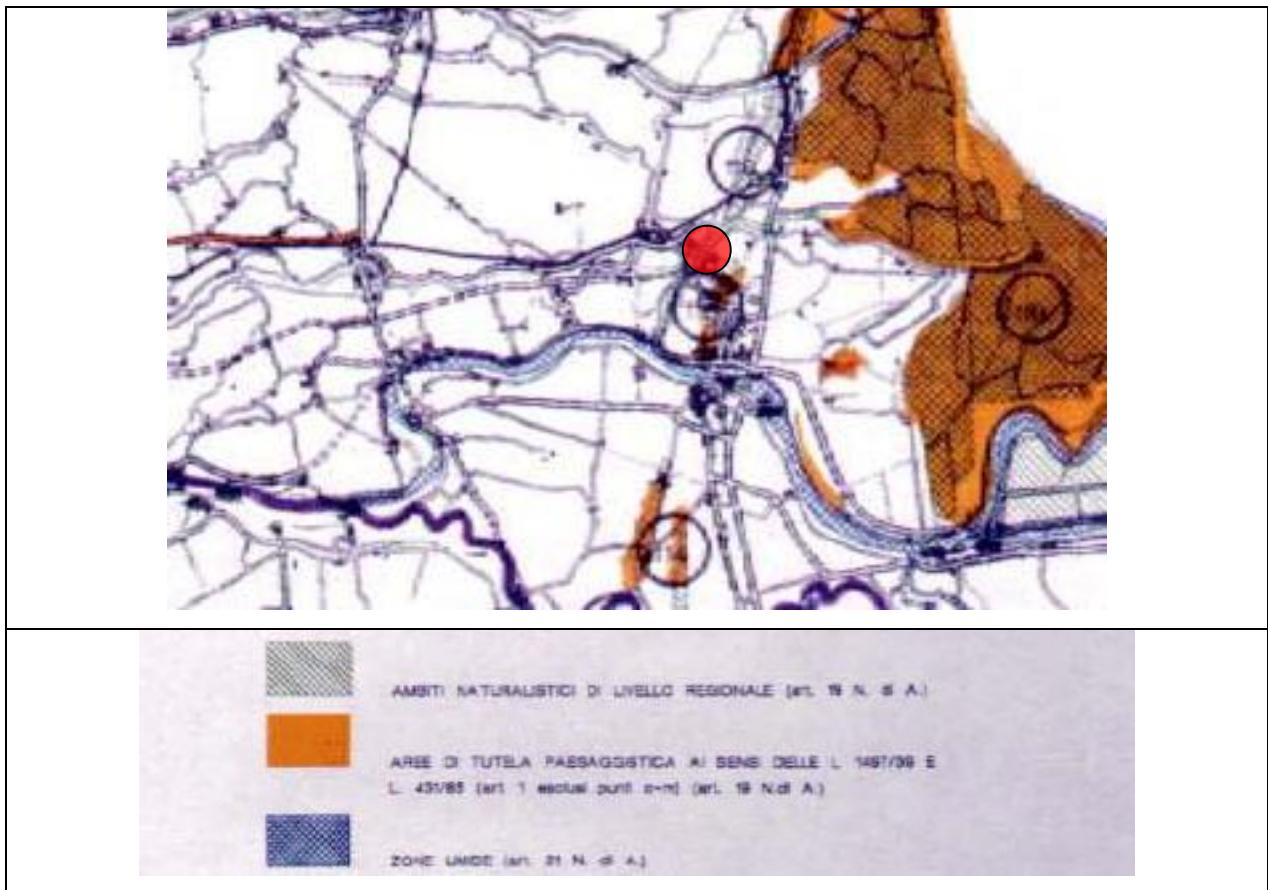 AMBITI NATURALISTICI DI LIVELLO REGIONALE (art. 19 N. di A.)
AREE DI TUTELA PAESAGGISTICA AI SENSI DELLE L. 1497/39 E
L. 431/85 (art. 1 esclusi punti (art. 19 N.di A.)
ZONE UMIDE (art. 21 N. di A.)